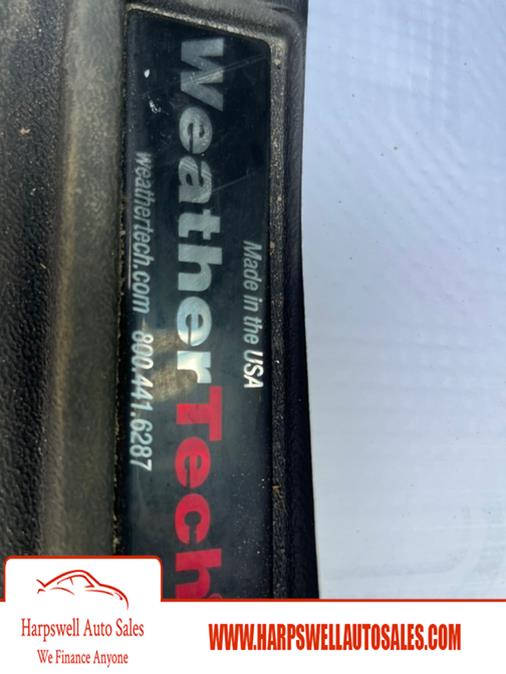 Made in the USA
WeatherTech
weathertech.com 800.441.6287
Harpswell Auto Sales
We Finance Anyone
WWW.HARPSWELLAUTOSALES.COM